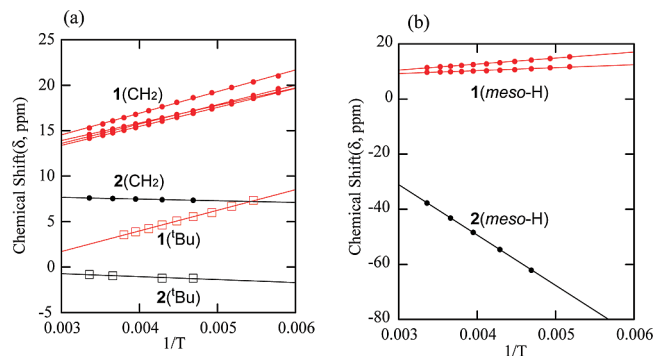 (a)
25
20
15
10
5
0
-5
0.003
0.004
0.005
0.006
1/T
Chemical Shift(δ, ppm)
1(CH2)
2(CH2)
1(ᵗBu)
2(ᵗBu)
(b)
20
0
-20
-40
-60
-80
0.003
0.004
0.005
0.006
1/T
Chemical Shift(δ, ppm)
1(meso-H)
2(meso-H)